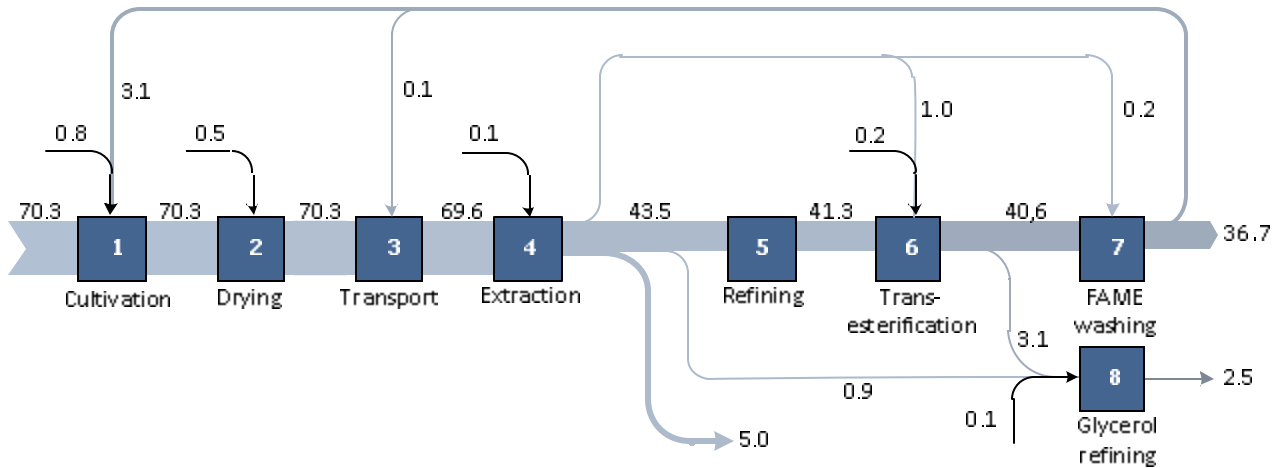 3.1
0.1
1.0
0.2
0.8
0.5
0.1
0.2
70.3
70.3
70.3
69.6
43.5
41.3
40,6
36.7
1
2
3
4
5
6
7
Cultivation
Drying
Transport
Extraction
Refining
Trans-
esterification
FAME
washing
3.1
8
2.5
0.9
0.1
5.0
Glycerol
refining